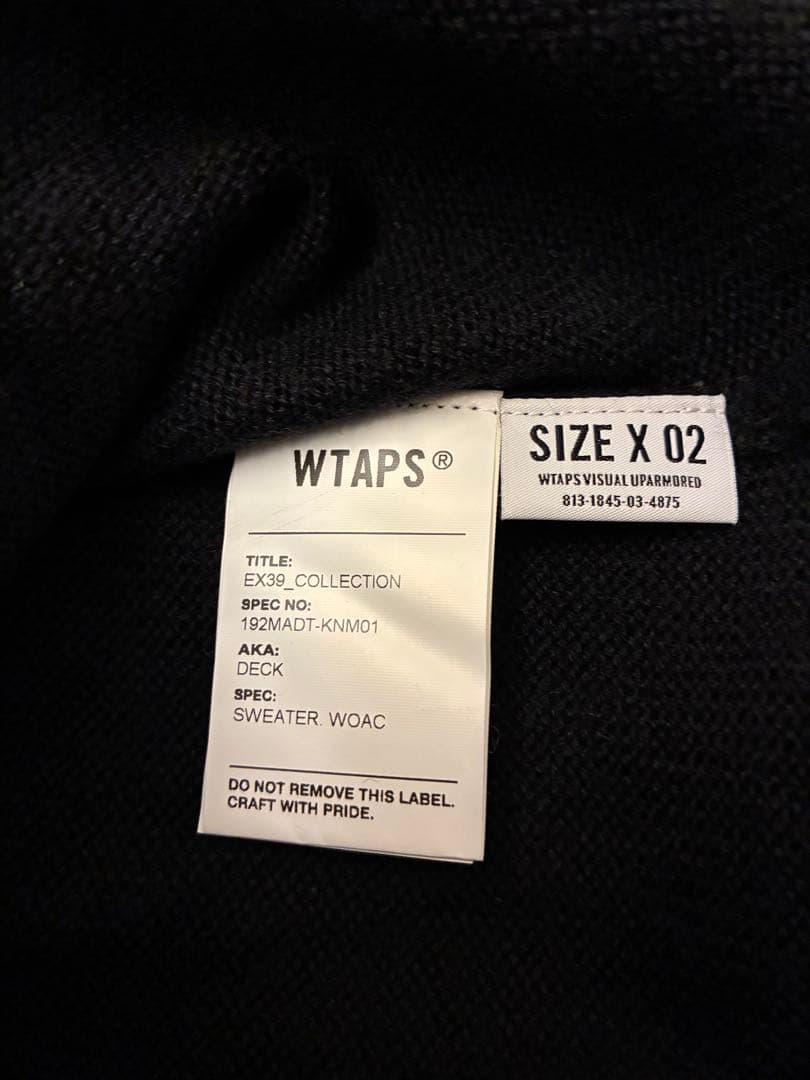 WTAPS®
TITLE:
EX39_COLLECTION
SPEC NO:
192MADT-KNM01
AKA:
DECK
SPEC:
SWEATER. WOAC
DO NOT REMOVE THIS LABEL.
CRAFT WITH PRIDE.
SIZE X 02
WTAPS VISUAL UPARMORED
813-1845-03-4875